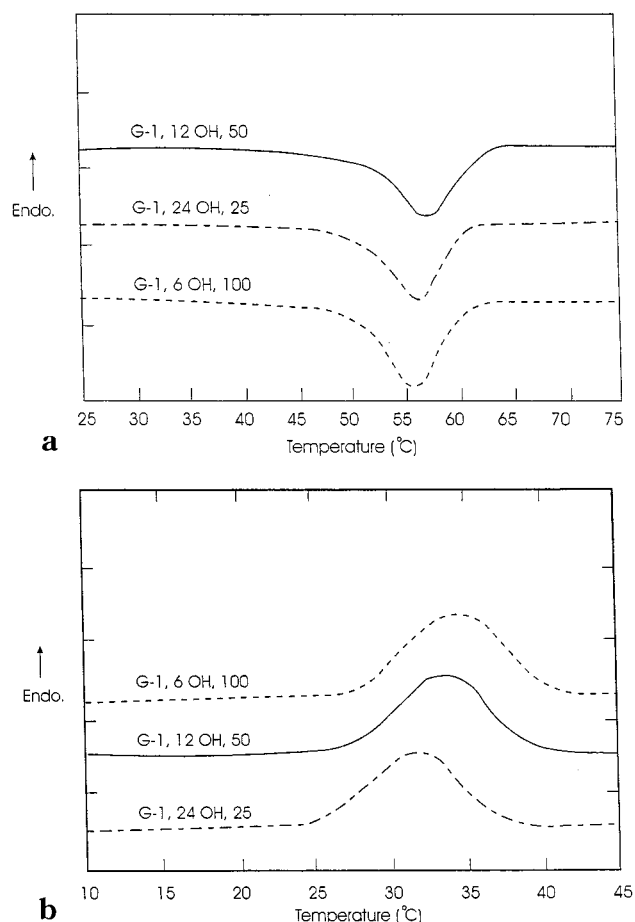 G-1, 12 OH, 50
Endo.
G-1, 24 OH, 25
G-1, 6 OH, 100
25 30 35 40 45 50 55 60 65 70 75
a
Temperature (°C)
G-1, 6 OH, 100
Endo.
G-1, 12 OH, 50
G-1, 24 OH, 25
10 15 20 25 30 35 40 45
b
Temperature (°C)